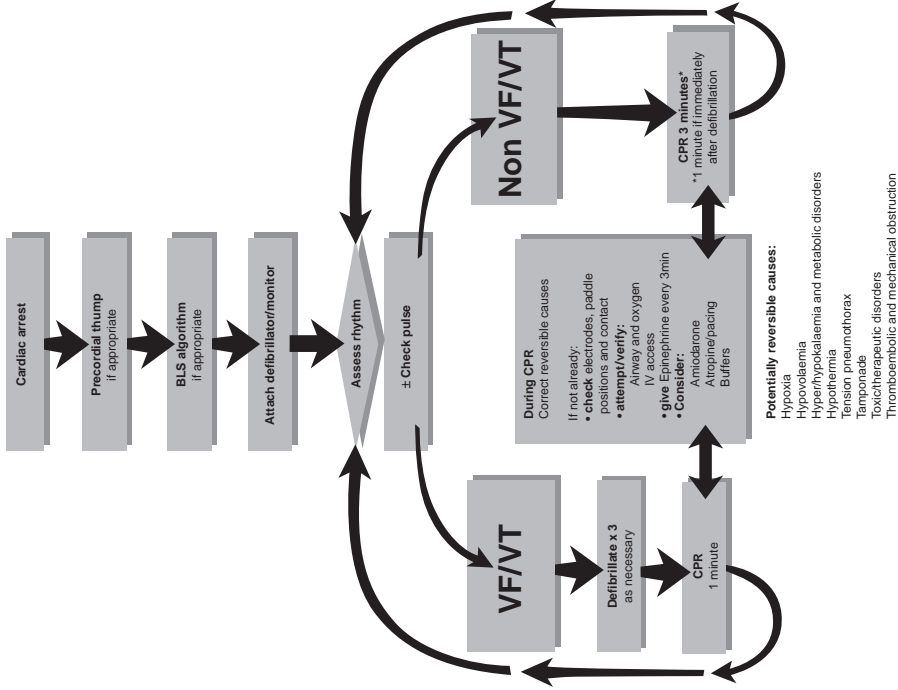 Cardiac arrest
Precordial thump
if appropriate
BLS algorithm
if appropriate
Attach defibrillator/monitor
Assess rhythm
± Check pulse
VF/VT
Defibrillate x 3
as necessary
CPR
1 minute
During CPR
Correct reversible causes
If not already:
• check electrodes, paddle
positions and contact
• attempt/verify:
Airway and oxygen
IV access
• give Epinephrine every 3min
• Consider:
Amiodarone
Atropine/pacing
Buffers
Non VF/VT
CPR 3 minutes*
*1 minute if immediately
after defibrillation
Potentially reversible causes:
Hypoxia
Hypovolaemia
Hyper/hypokalaemia and metabolic disorders
Hypothermia
Tension pneumothorax
Tamponade
Toxic/therapeutic disorders
Thromboembolic and mechanical obstruction